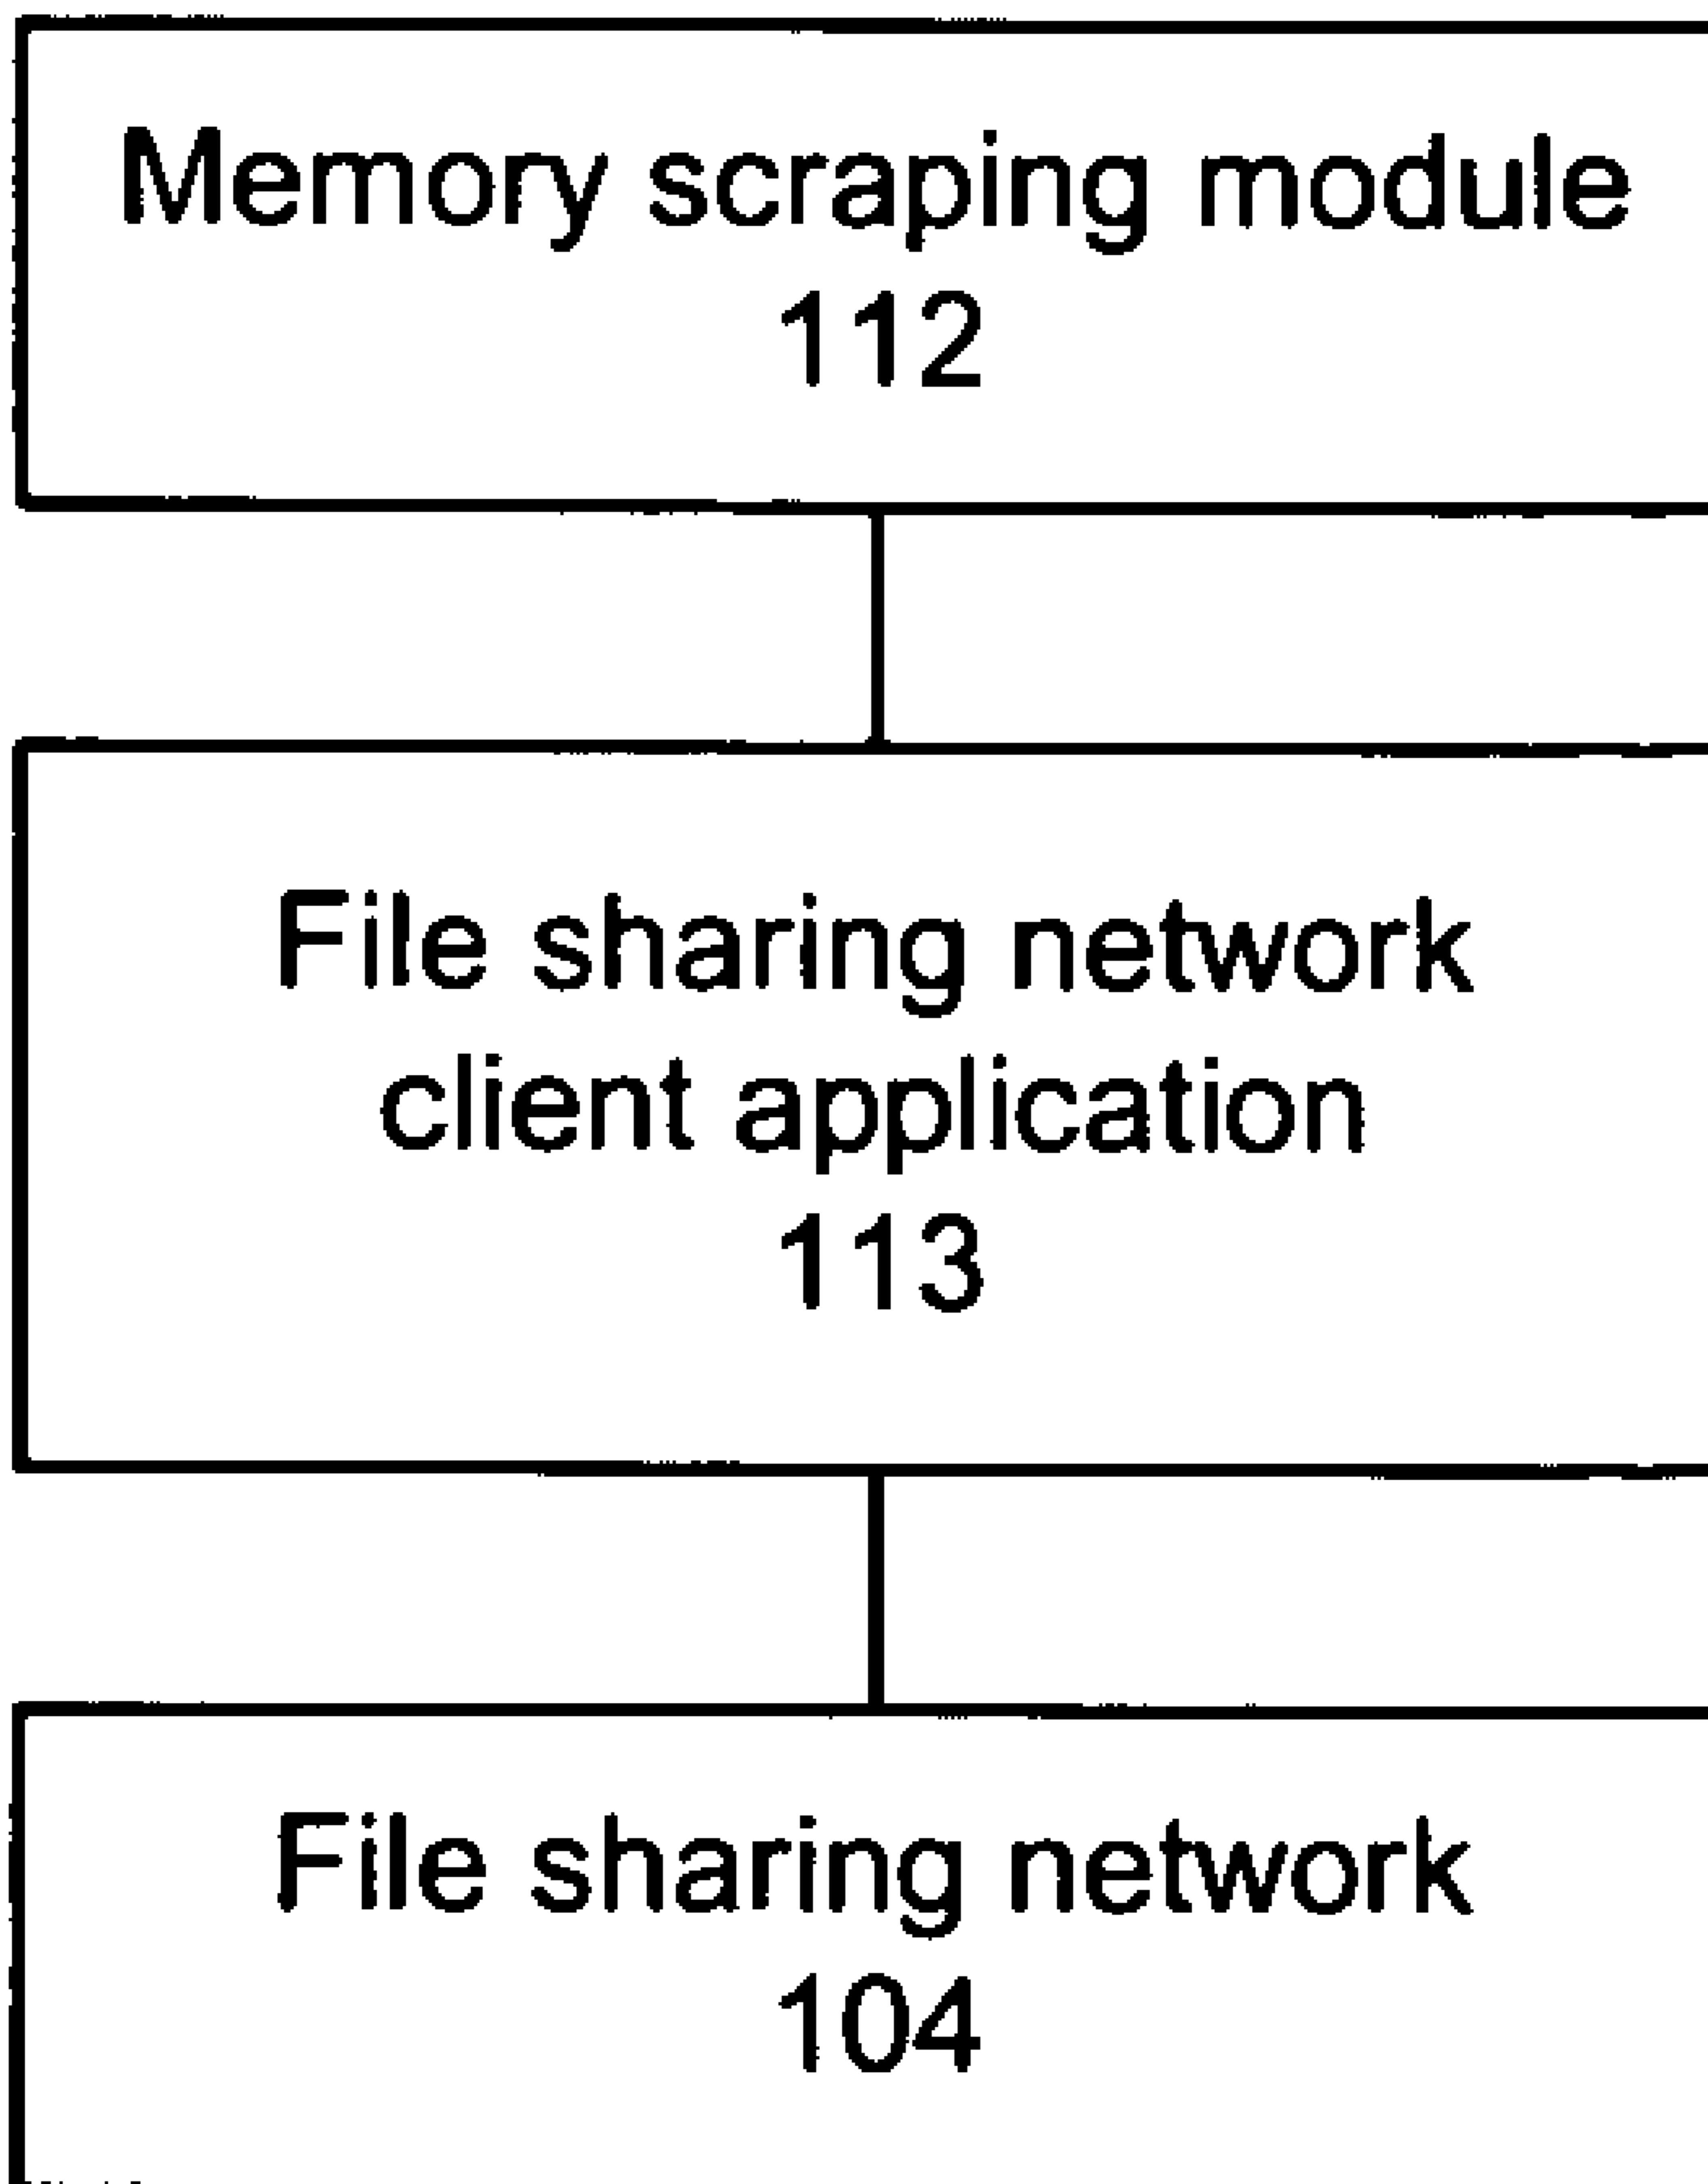 Memory scraping module
112
File sharing network
client application
113
File sharing network
104